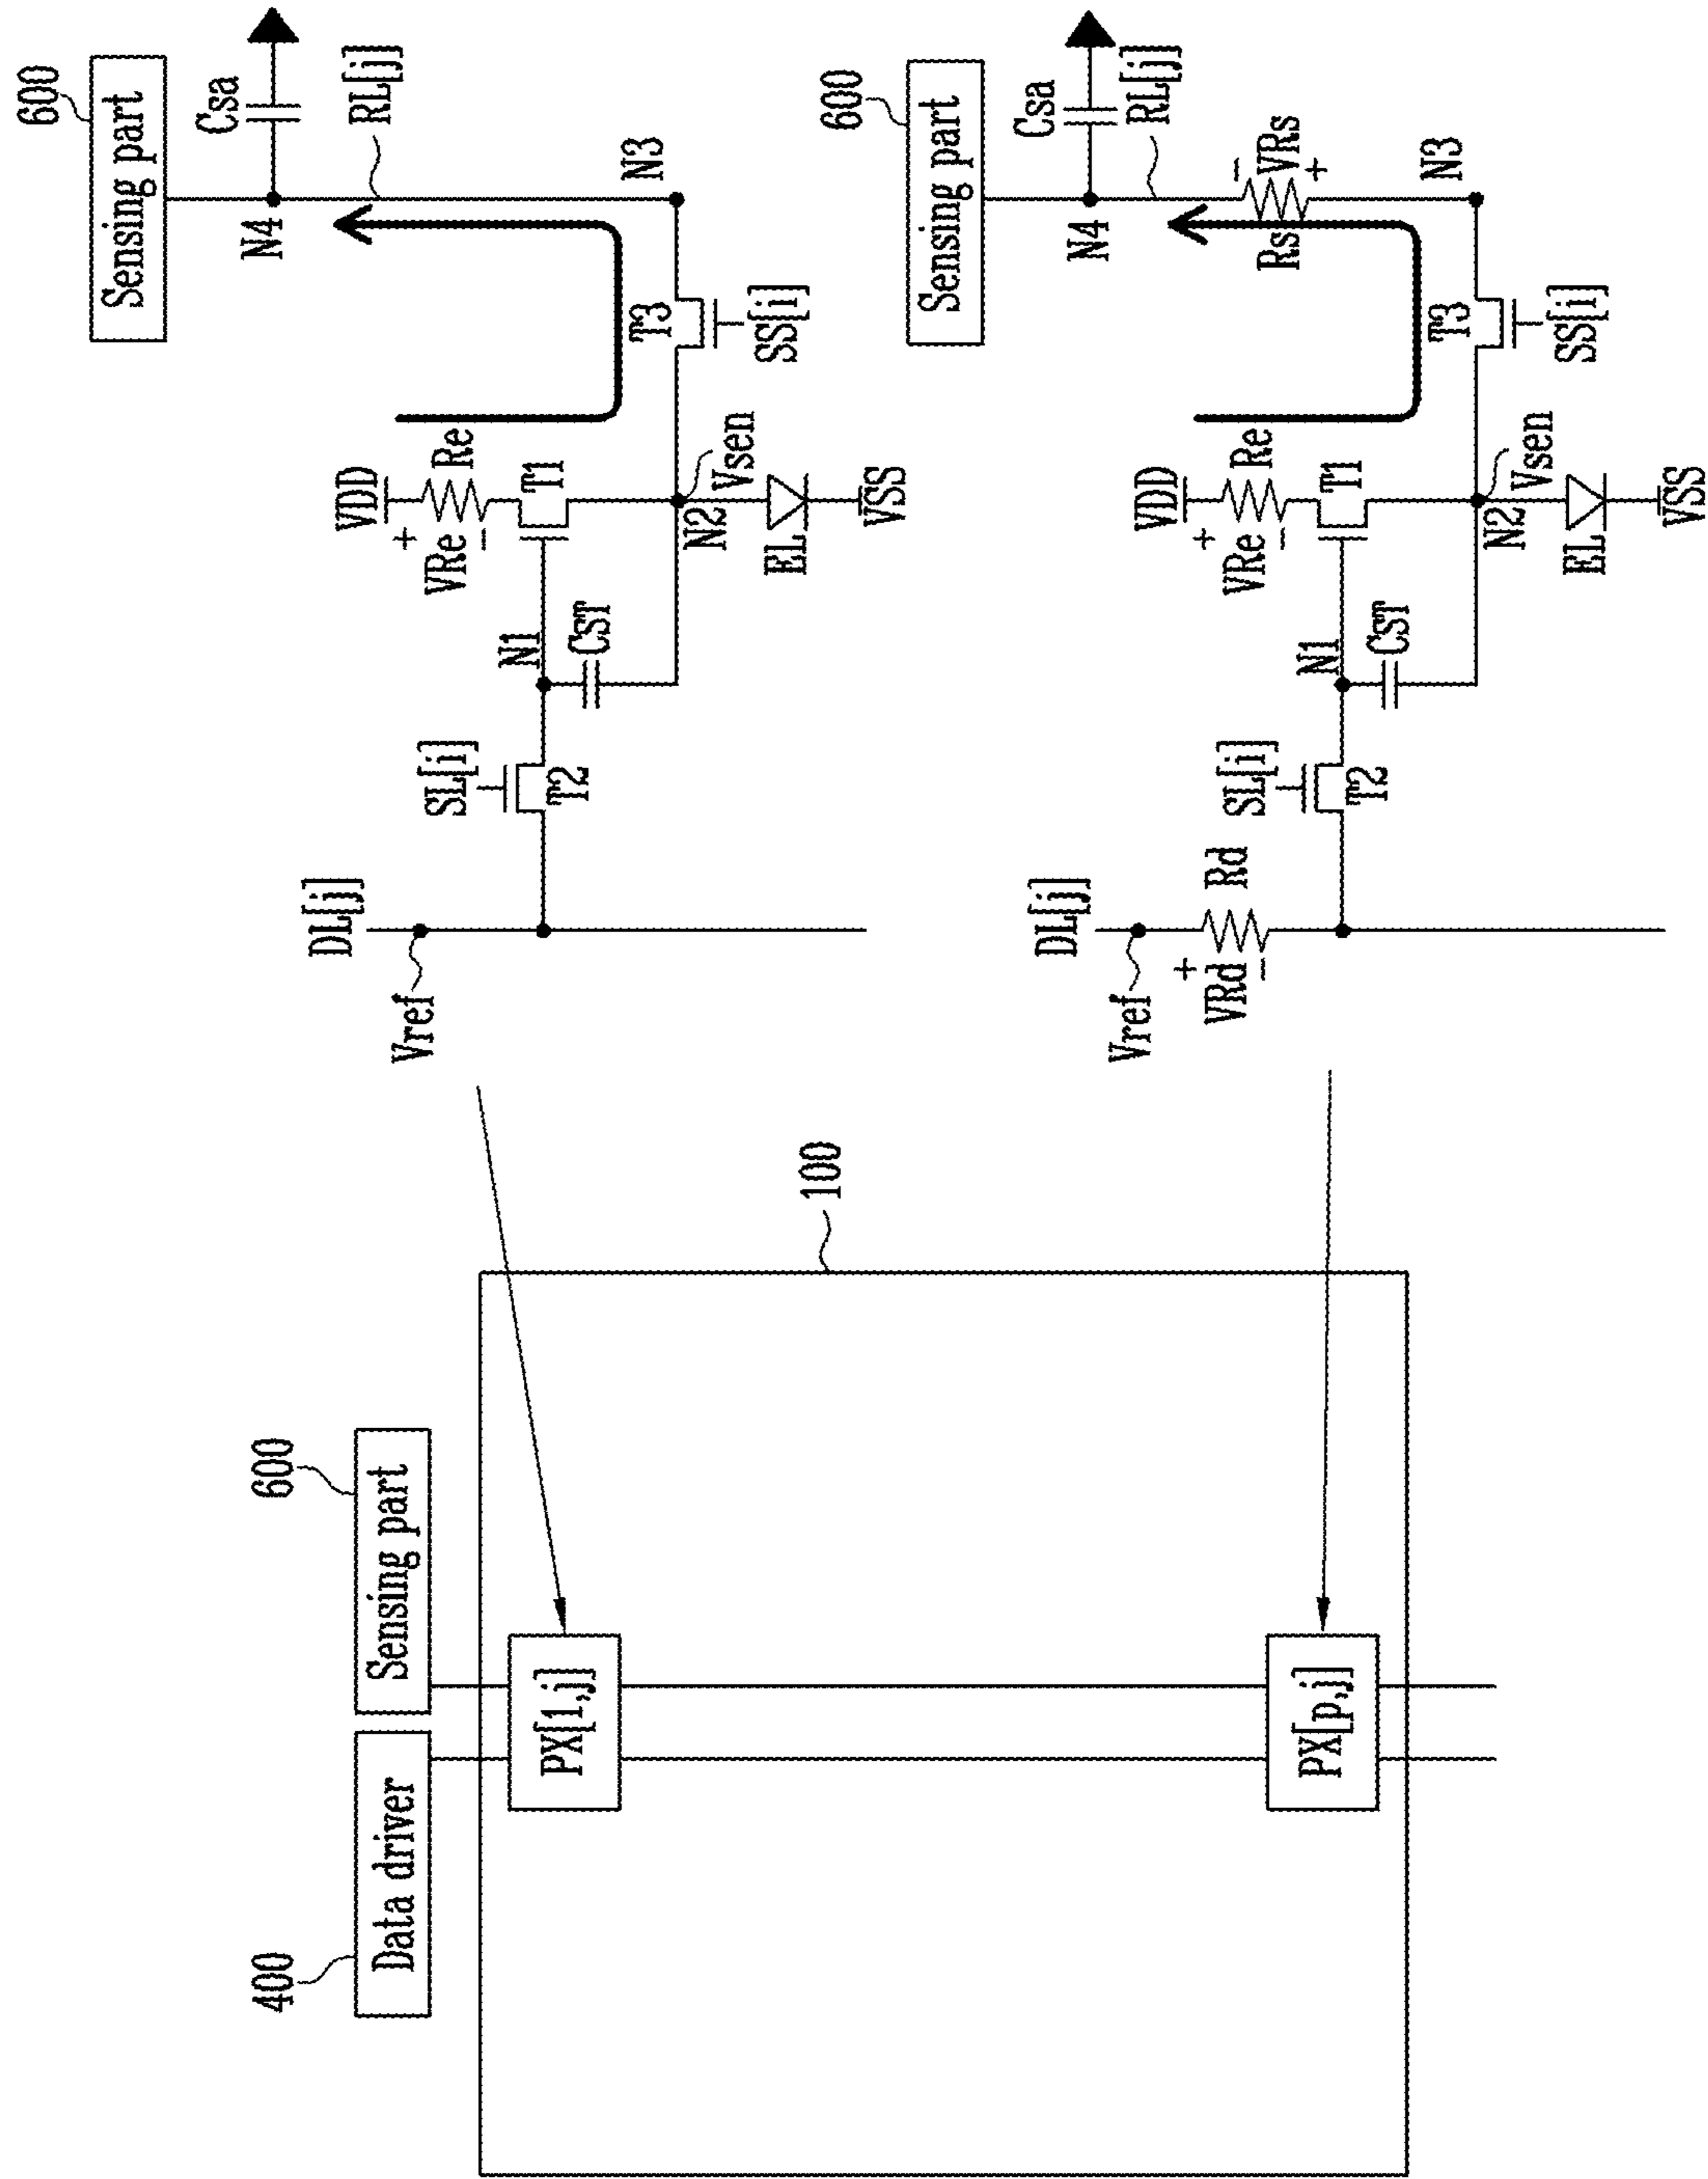 600
Sensing part
Csa
N4
RL[j]
N3
VDD
+
VRe
−
Re
T1
T3
SS[i]
N2
Vsen
EL
VSS
N1
CST
SL[i]
T2
DL[j]
Vref
600
Sensing part
Csa
N4
RL[j]
−
VRs
+
Rs
N3
VDD
+
VRe
−
Re
T1
T3
SS[i]
N2
Vsen
EL
VSS
N1
CST
SL[i]
T2
DL[j]
Vref
+
VRd
−
Rd
100
600
Sensing part
400
Data driver
PX[1,j]
PX[p,j]